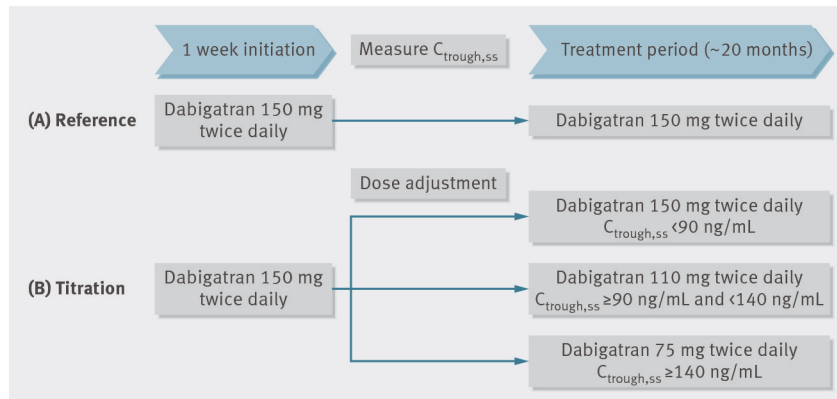 1 week initiation
Measure Ctrough,ss
Treatment period (~20 months)
(A) Reference
Dabigatran 150 mg
twice daily
Dabigatran 150 mg twice daily
Dose adjustment
Dabigatran 150 mg twice daily
Ctrough,ss <90 ng/mL
(B) Titration
Dabigatran 150 mg
twice daily
Dabigatran 110 mg twice daily
Ctrough,ss ≥90 ng/mL and <140 ng/mL
Dabigatran 75 mg twice daily
Ctrough,ss ≥140 ng/mL